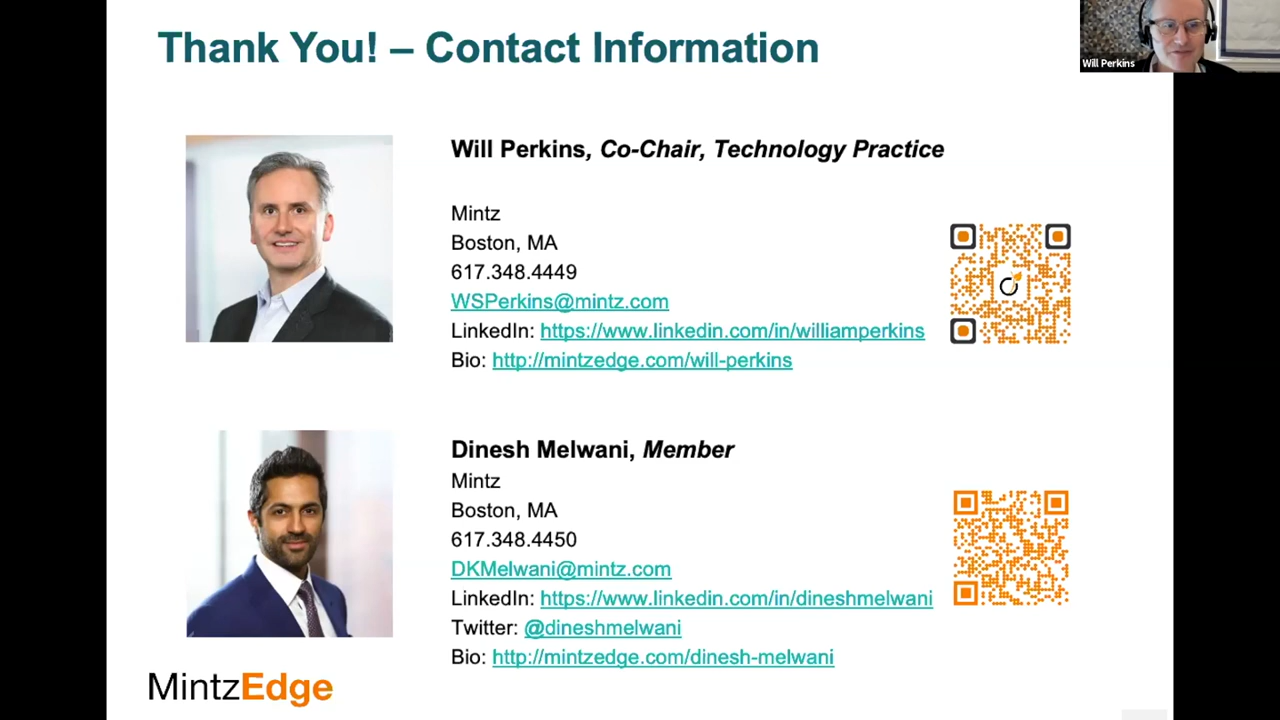 Thank You! – Contact Information
Will Perkins
Will Perkins, Co-Chair, Technology Practice
Mintz
Boston, MA
617.348.4449
WSPerkins@mintz.com
LinkedIn: https://www.linkedin.com/in/williamperkins
Bio: http://mintzedge.com/will-perkins
Dinesh Melwani, Member
Mintz
Boston, MA
617.348.4450
DKMelwani@mintz.com
LinkedIn: https://www.linkedin.com/in/dineshmelwani
Twitter: @dineshmelwani
Bio: http://mintzedge.com/dinesh-melwani
MintzEdge